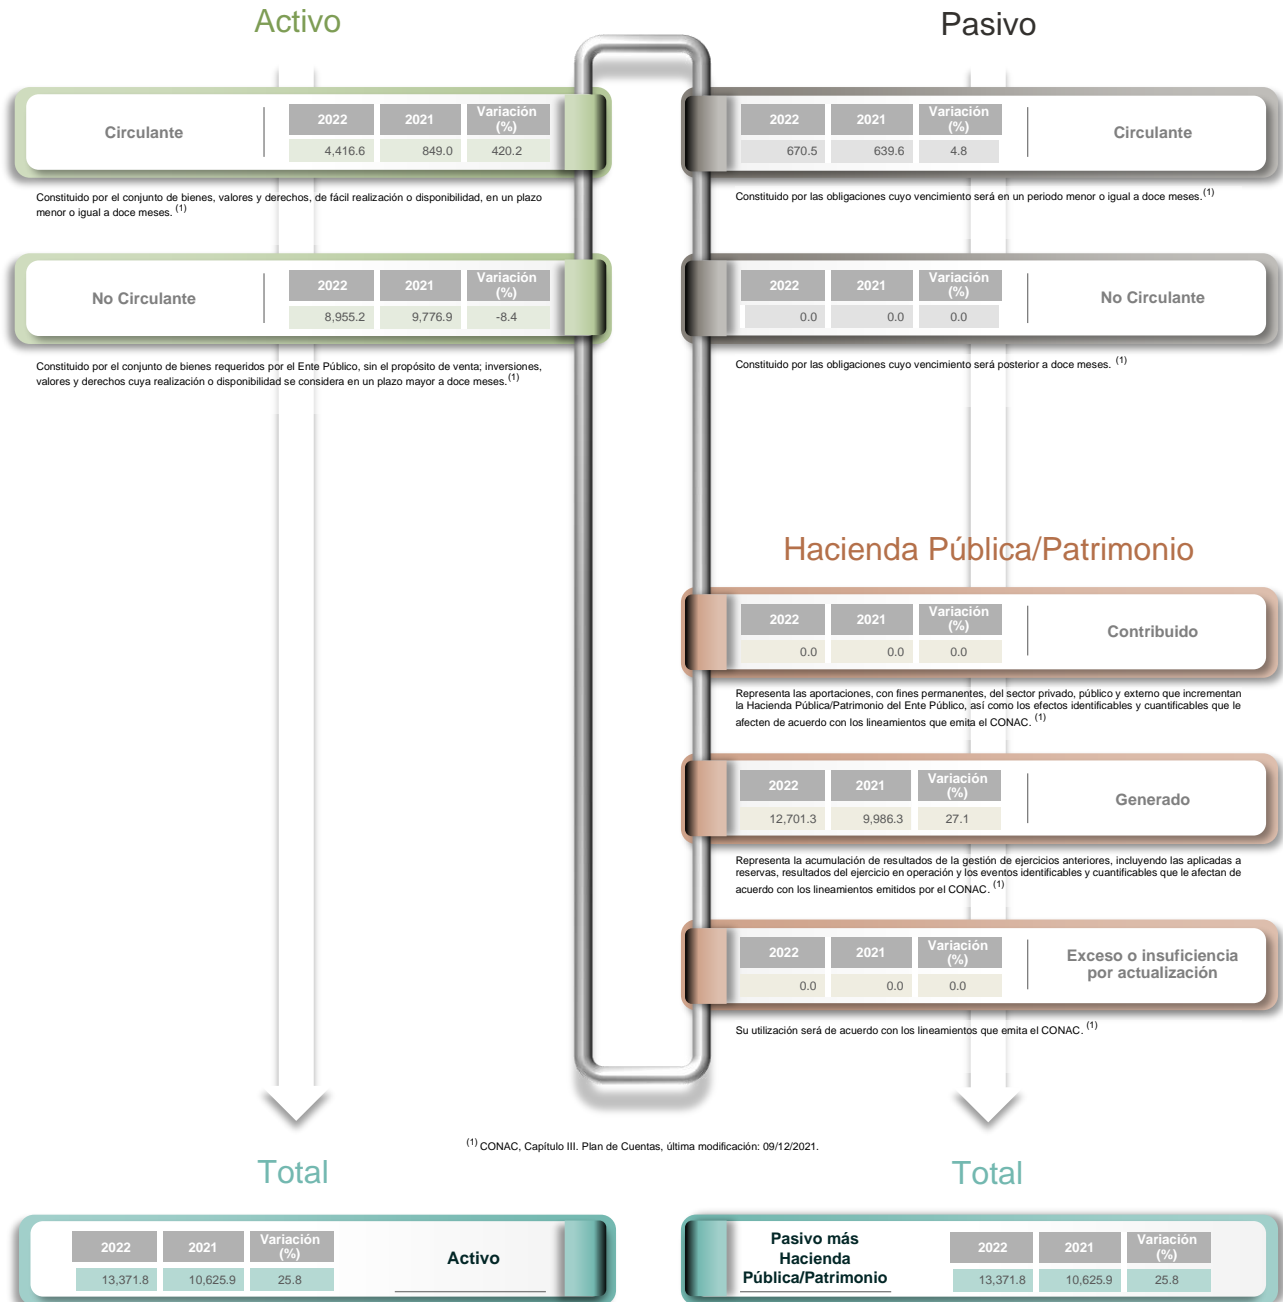 Activo
Circulante
2022 2021 Variación (%)
4,416.6 849.0 420.2
Constituido por el conjunto de bienes, valores y derechos, de fácil realización o disponibilidad, en un plazo
menor o igual a doce meses. (1)
No Circulante
2022 2021 Variación (%)
8,955.2 9,776.9 -8.4
Constituido por el conjunto de bienes requeridos por el Ente Público, sin el propósito de venta; inversiones,
valores y derechos cuya realización o disponibilidad se considera en un plazo mayor a doce meses. (1)
Pasivo
2022 2021 Variación (%)
670.5 639.6 4.8
Circulante
Constituido por las obligaciones cuyo vencimiento será en un periodo menor o igual a doce meses. (1)
2022 2021 Variación (%)
0.0 0.0 0.0
No Circulante
Constituido por las obligaciones cuyo vencimiento será posterior a doce meses. (1)
Hacienda Pública/Patrimonio
2022 2021 Variación (%)
0.0 0.0 0.0
Contribuido
Representa las aportaciones, con fines permanentes, del sector privado, público y externo que incrementan
la Hacienda Pública/Patrimonio del Ente Público, así como los efectos identificables y cuantificables que le
afecten de acuerdo con los lineamientos que emita el CONAC. (1)
2022 2021 Variación (%)
12,701.3 9,986.3 27.1
Generado
Representa la acumulación de resultados de la gestión de ejercicios anteriores, incluyendo las aplicadas a
reservas, resultados del ejercicio en operación y los eventos identificables y cuantificables que le afectan de
acuerdo con los lineamientos emitidos por el CONAC. (1)
2022 2021 Variación (%)
0.0 0.0 0.0
Exceso o insuficiencia
por actualización
Su utilización será de acuerdo con los lineamientos que emita el CONAC. (1)
(1) CONAC, Capítulo III. Plan de Cuentas, última modificación: 09/12/2021.
Total
2022 2021 Variación (%)
13,371.8 10,625.9 25.8
Activo
Total
Pasivo más
Hacienda
Pública/Patrimonio
2022 2021 Variación (%)
13,371.8 10,625.9 25.8